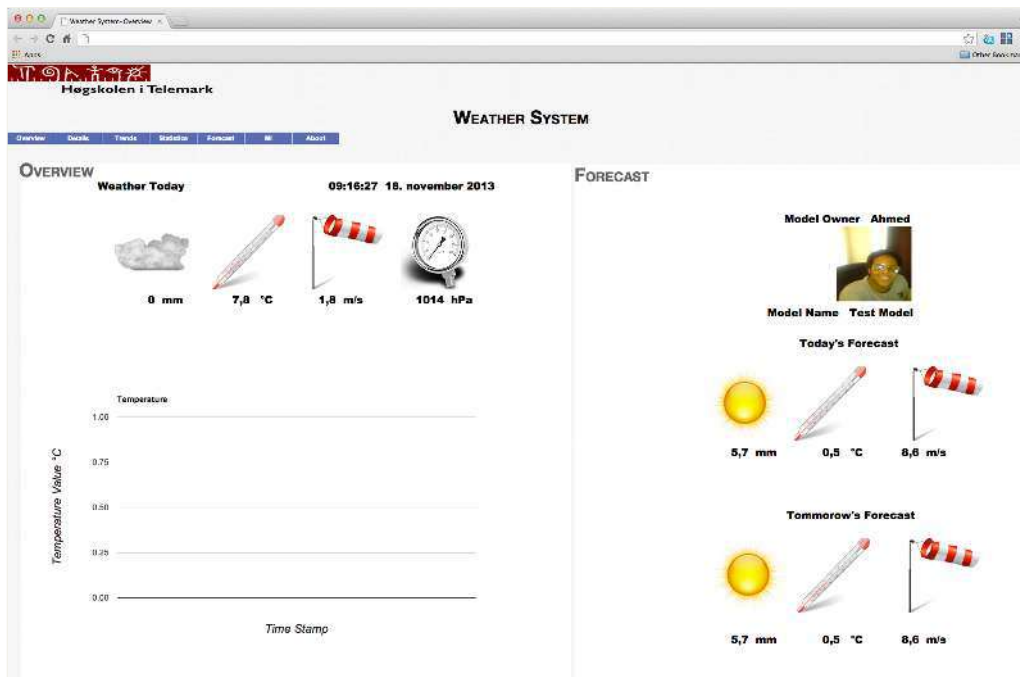 Weather System-Overview
Apps
Other Bookmar
Høgskolen i Telemark
WEATHER SYSTEM
Overview Details Trends Statistics Forecast About
OVERVIEW
Weather Today 09:16:27 18. november 2013
0 mm 7,8 °C 1,8 m/s 1014 hPa
Temperature
1.00
0.75
0.50
0.25
0.00
Temperature Value °C
Time Stamp
FORECAST
Model Owner Ahmed
Model Name Test Model
Today's Forecast
5,7 mm 0,5 °C 8,6 m/s
Tommorow's Forecast
5,7 mm 0,5 °C 8,6 m/s